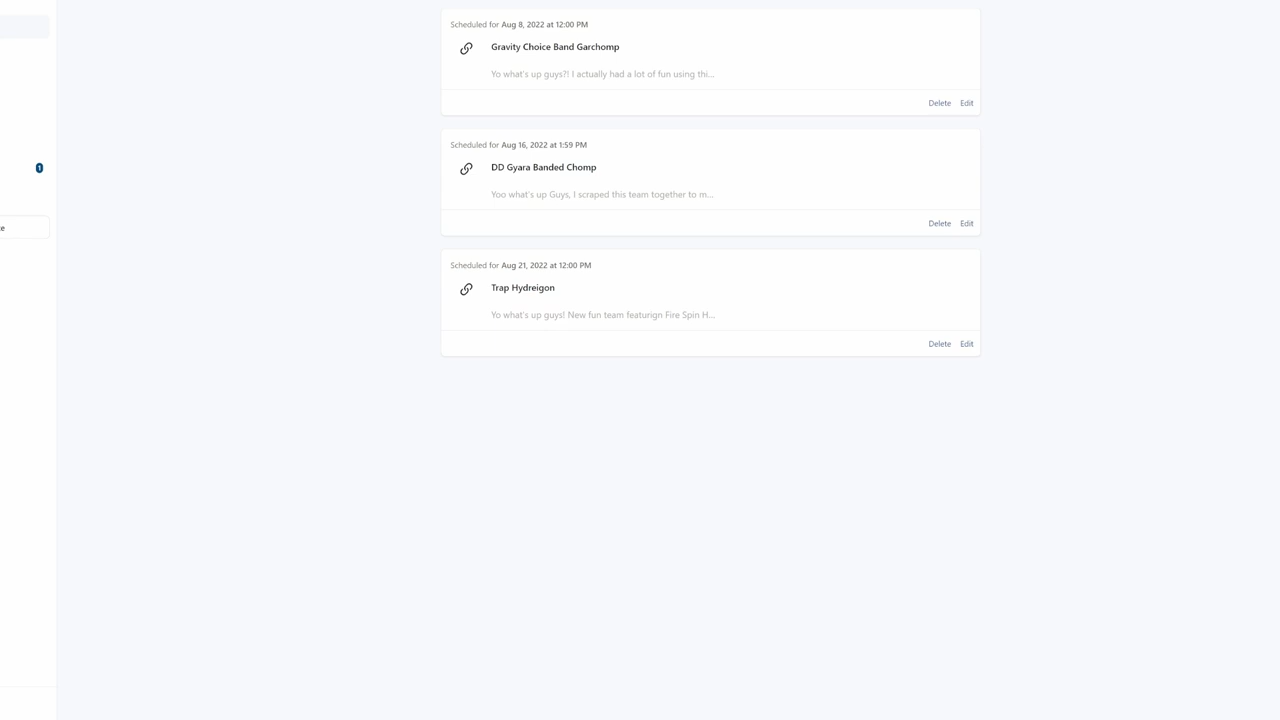 Scheduled for Aug 8, 2022 at 12:00 PM
Gravity Choice Band Garchomp
Yo what's up guys?! I actually had a lot of fun using thi...
Delete Edit
Scheduled for Aug 16, 2022 at 1:59 PM
1
DD Gyara Banded Chomp
Yoo what's up Guys, I scraped this team together to m...
Delete Edit
te
Scheduled for Aug 21, 2022 at 12:00 PM
Trap Hydreigon
Yo what's up guys! New fun team featurign Fire Spin H...
Delete Edit